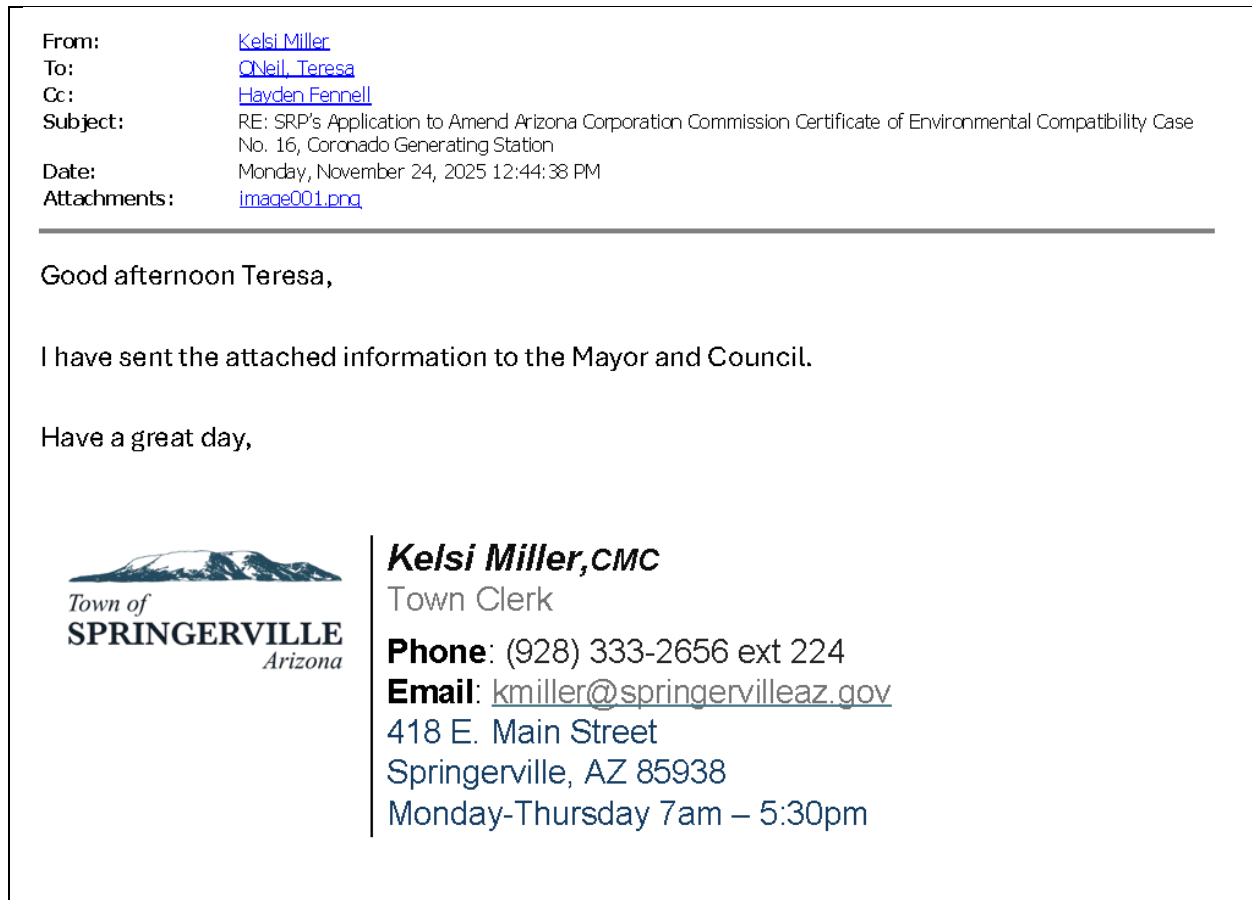 From: Kelsi Miller
To: ONeil, Teresa
Cc: Hayden Fennell
Subject: RE: SRP's Application to Amend Arizona Corporation Commission Certificate of Environmental Compatibility Case
No. 16, Coronado Generating Station
Date: Monday, November 24, 2025 12:44:38 PM
Attachments: image001.png
Good afternoon Teresa,
I have sent the attached information to the Mayor and Council.
Have a great day,
Town of
SPRINGERVILLE
Arizona
Kelsi Miller,CMC
Town Clerk
Phone: (928) 333-2656 ext 224
Email: kmiller@springervilleaz.gov
418 E. Main Street
Springerville, AZ 85938
Monday-Thursday 7am – 5:30pm